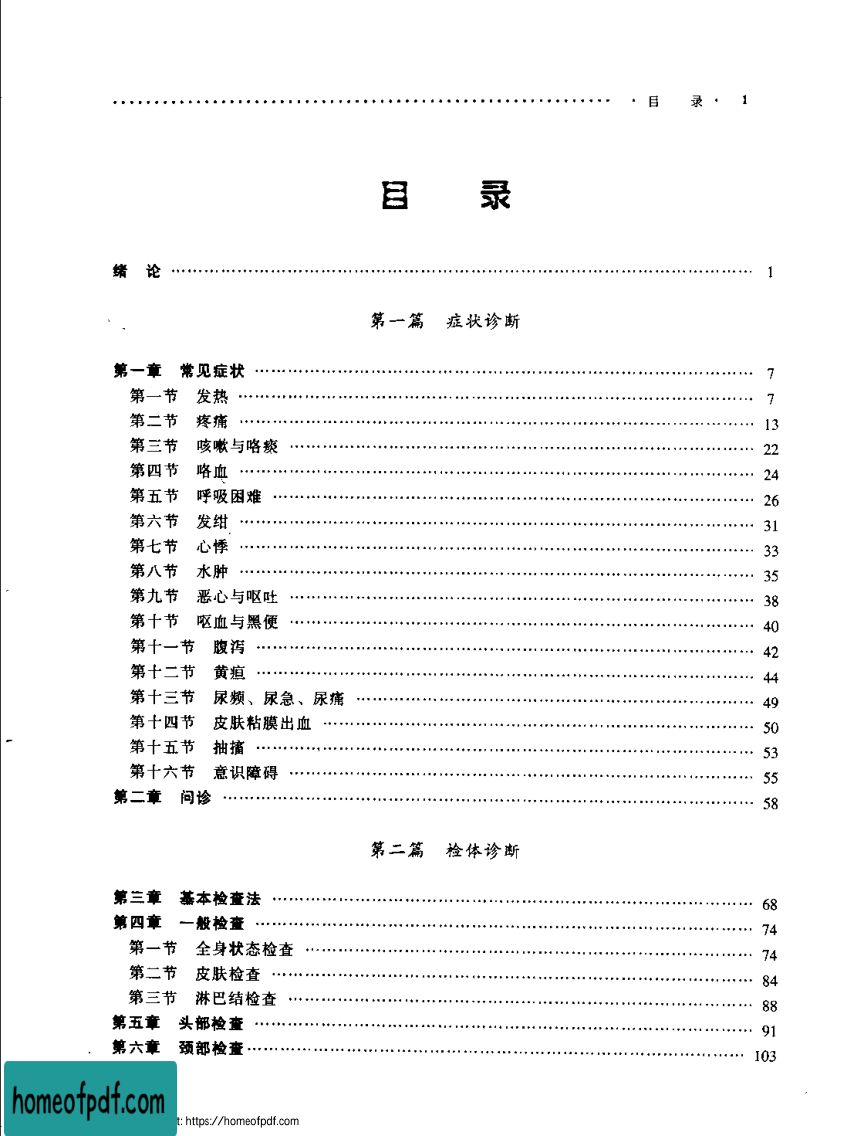 ·目　录·　1
目　录
绪　论 …… 1
第一篇　症状诊断
第一章　常见症状 …… 7
第一节　发热 …… 7
第二节　疼痛 …… 13
第三节　咳嗽与咯痰 …… 22
第四节　咯血 …… 24
第五节　呼吸困难 …… 26
第六节　发绀 …… 31
第七节　心悸 …… 33
第八节　水肿 …… 35
第九节　恶心与呕吐 …… 38
第十节　呕血与黑便 …… 40
第十一节　腹泻 …… 42
第十二节　黄疸 …… 44
第十三节　尿频、尿急、尿痛 …… 49
第十四节　皮肤粘膜出血 …… 50
第十五节　抽搐 …… 53
第十六节　意识障碍 …… 55
第二章　问诊 …… 58
第二篇　检体诊断
第三章　基本检查法 …… 68
第四章　一般检查 …… 74
第一节　全身状态检查 …… 74
第二节　皮肤检查 …… 84
第三节　淋巴结检查 …… 88
第五章　头部检查 …… 91
第六章　颈部检查 …… 103
homeofpdf.com
t: https://homeofpdf.com